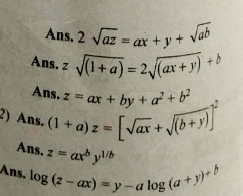 Ans. 2 √az = ax + y + √ab
Ans. z √(1 + a) = 2√(ax + y) + b
Ans. z = ax + by + a² + b²
2) Ans. (1 + a) z = [√ax + √(b + y)]²
Ans. z = axᵇ y¹/ᵇ
Ans. log (z – ax) = y – a log (a + y) + b